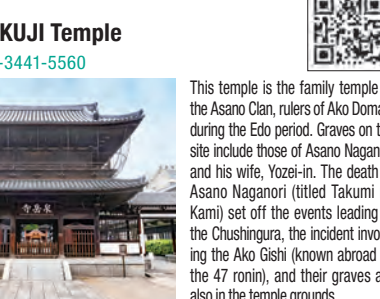 KUJI Temple
-3441-5560
This temple is the family temple
the Asano Clan, rulers of Ako Doma
during the Edo period. Graves on t
site include those of Asano Nagan
and his wife, Yozei-in. The death
Asano Naganori (titled Takumi
Kami) set off the events leading
the Chushingura, the incident invo
ing the Ako Gishi (known abroad
the 47 ronin), and their graves a
also in the temple grounds.
寺岳泉